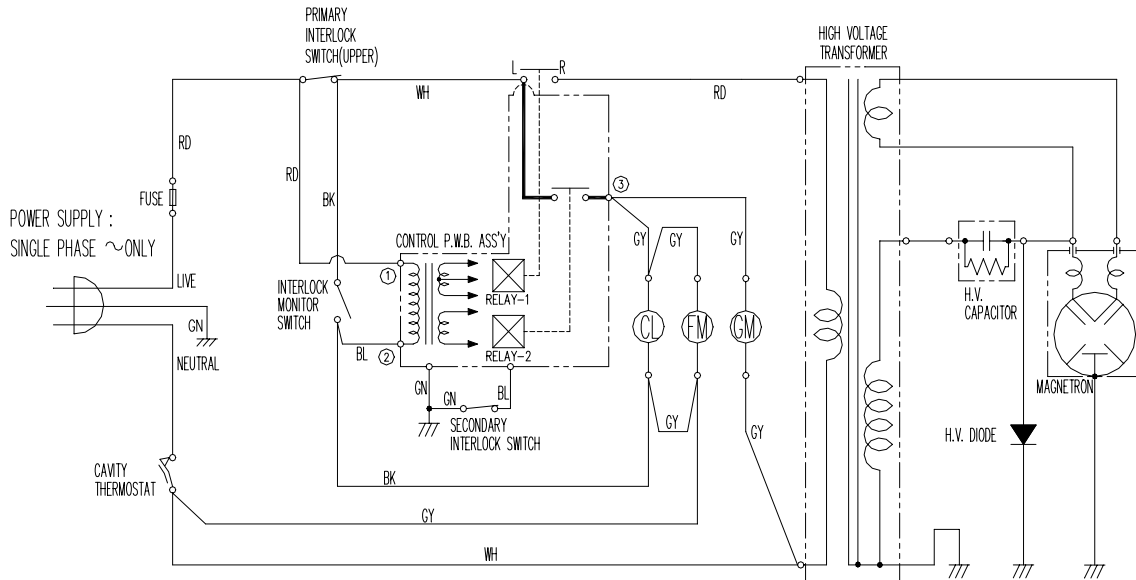 PRIMARY
INTERLOCK
SWITCH(UPPER)
HIGH VOLTAGE
TRANSFORMER
L R
WH
RD
RD
RD
BK
FUSE
3
POWER SUPPLY :
SINGLE PHASE ～ONLY
CONTROL P.W.B. ASS'Y
GY
GY
GY
1
LIVE
INTERLOCK
MONITOR
SWITCH
RELAY-1
H.V.
CAPACITOR
GN
NEUTRAL
BL
2
RELAY-2
CL
FM
GM
MAGNETRON
GN
GN
BL
SECONDARY
INTERLOCK SWITCH
GY
GY
H.V. DIODE
CAVITY
THERMOSTAT
BK
GY
WH